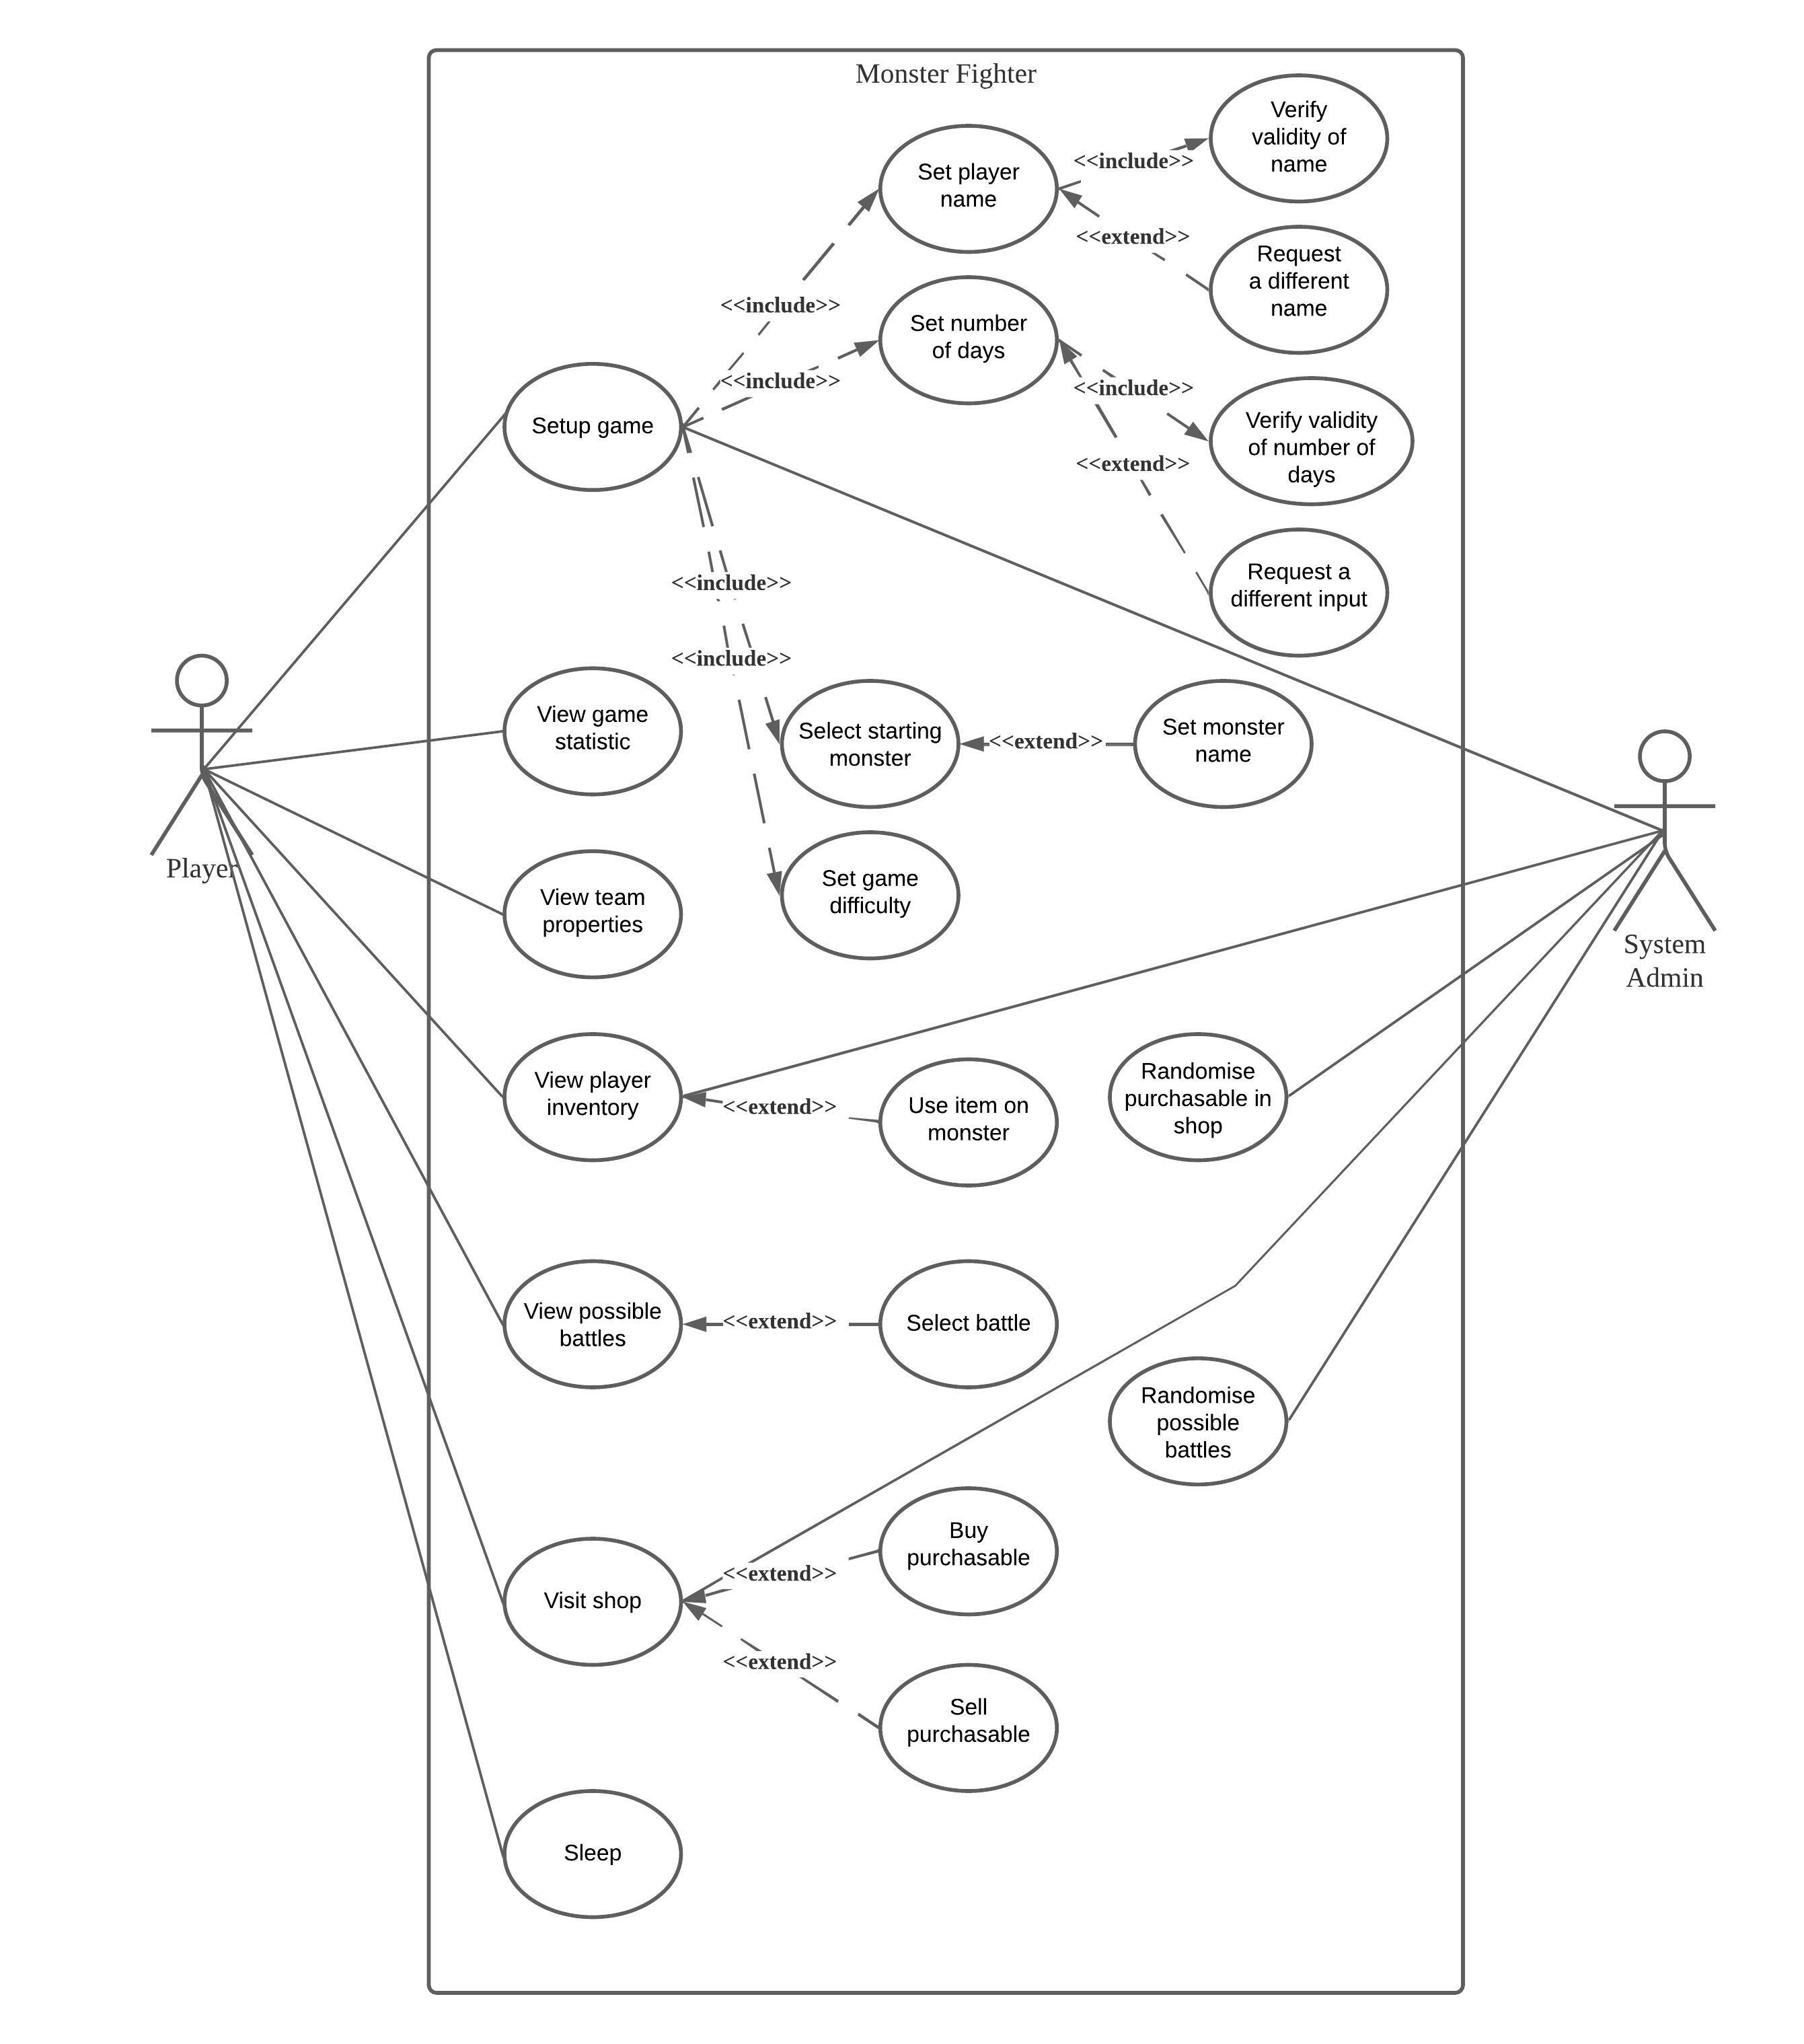 Monster Fighter
Verify
validity of
name
<<include>>
Set player
name
<<extend>>
Request
a different
name
<<include>>
Set number
of days
<<include>>
<<include>>
Verify validity
of number of
days
Setup game
<<extend>>
Request a
different input
<<include>>
<<include>>
View game
statistic
Select starting
monster
<<extend>>
Set monster
name
Player
Set game
difficulty
View team
properties
System
Admin
View player
inventory
<<extend>>
Use item on
monster
Randomise
purchasable in
shop
View possible
battles
<<extend>>
Select battle
Randomise
possible
battles
Buy
purchasable
<<extend>>
Visit shop
<<extend>>
Sell
purchasable
Sleep